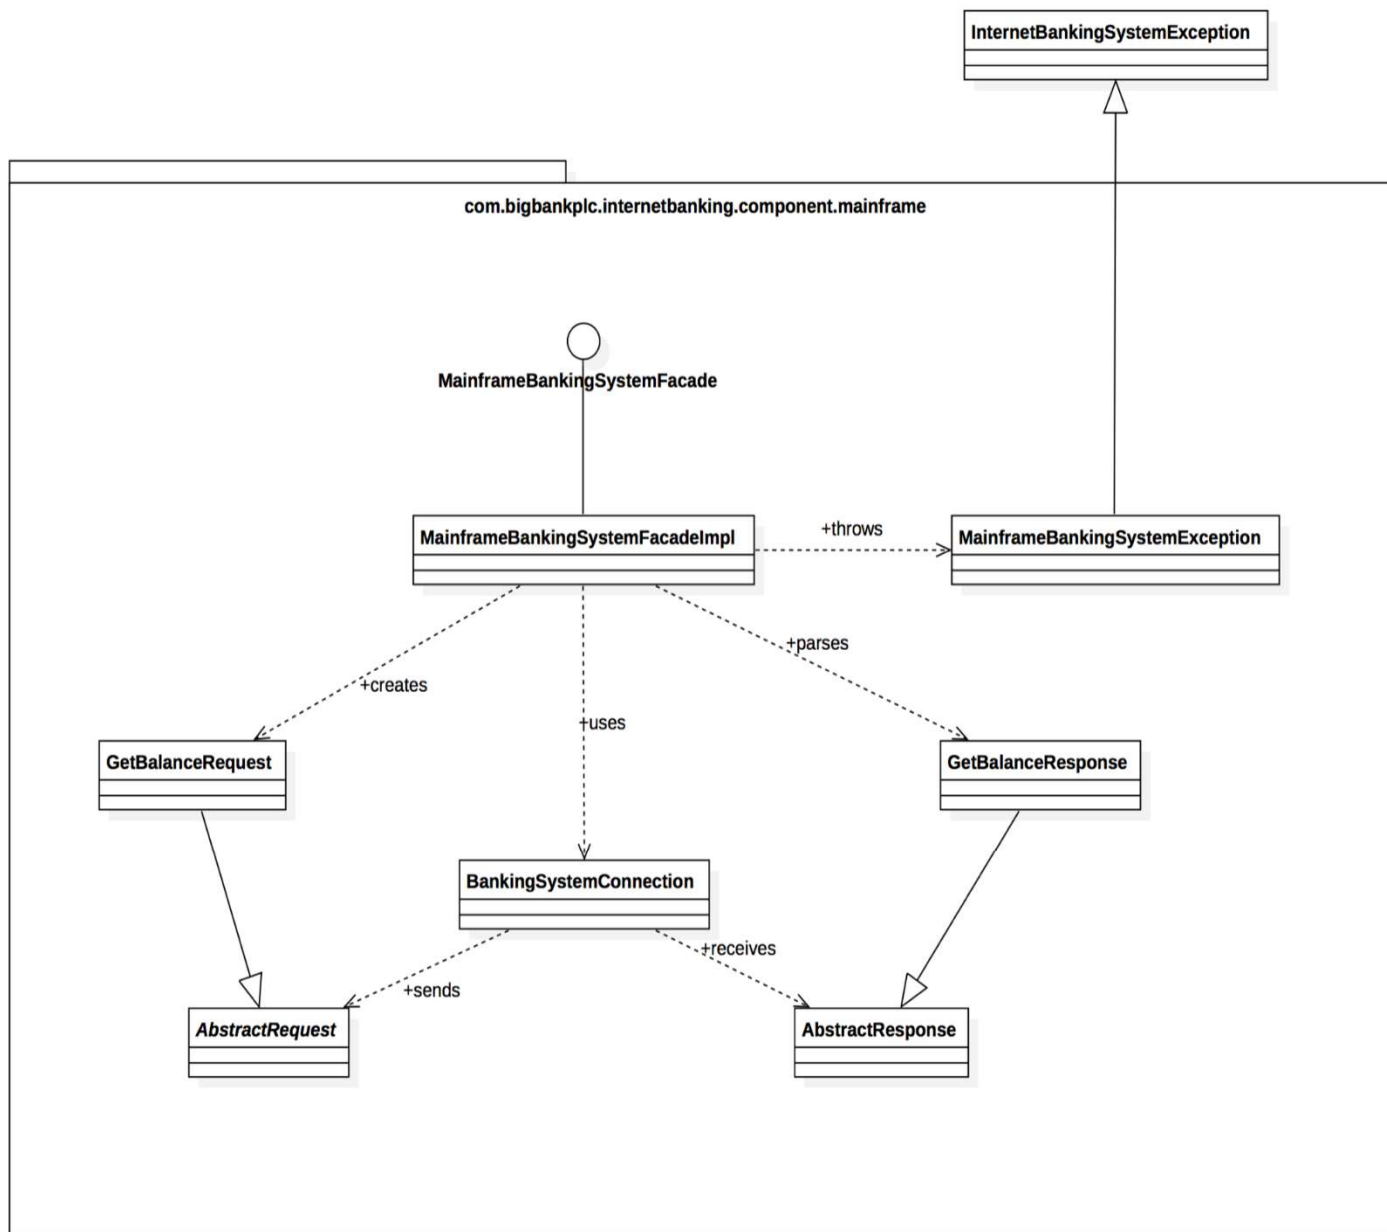 InternetBankingSystemException
com.bigbankplc.internetbanking.component.mainframe
MainframeBankingSystemFacade
MainframeBankingSystemFacadeImpl
+throws
MainframeBankingSystemException
+parses
+creates
+uses
GetBalanceRequest
GetBalanceResponse
BankingSystemConnection
+receives
+sends
AbstractRequest
AbstractResponse